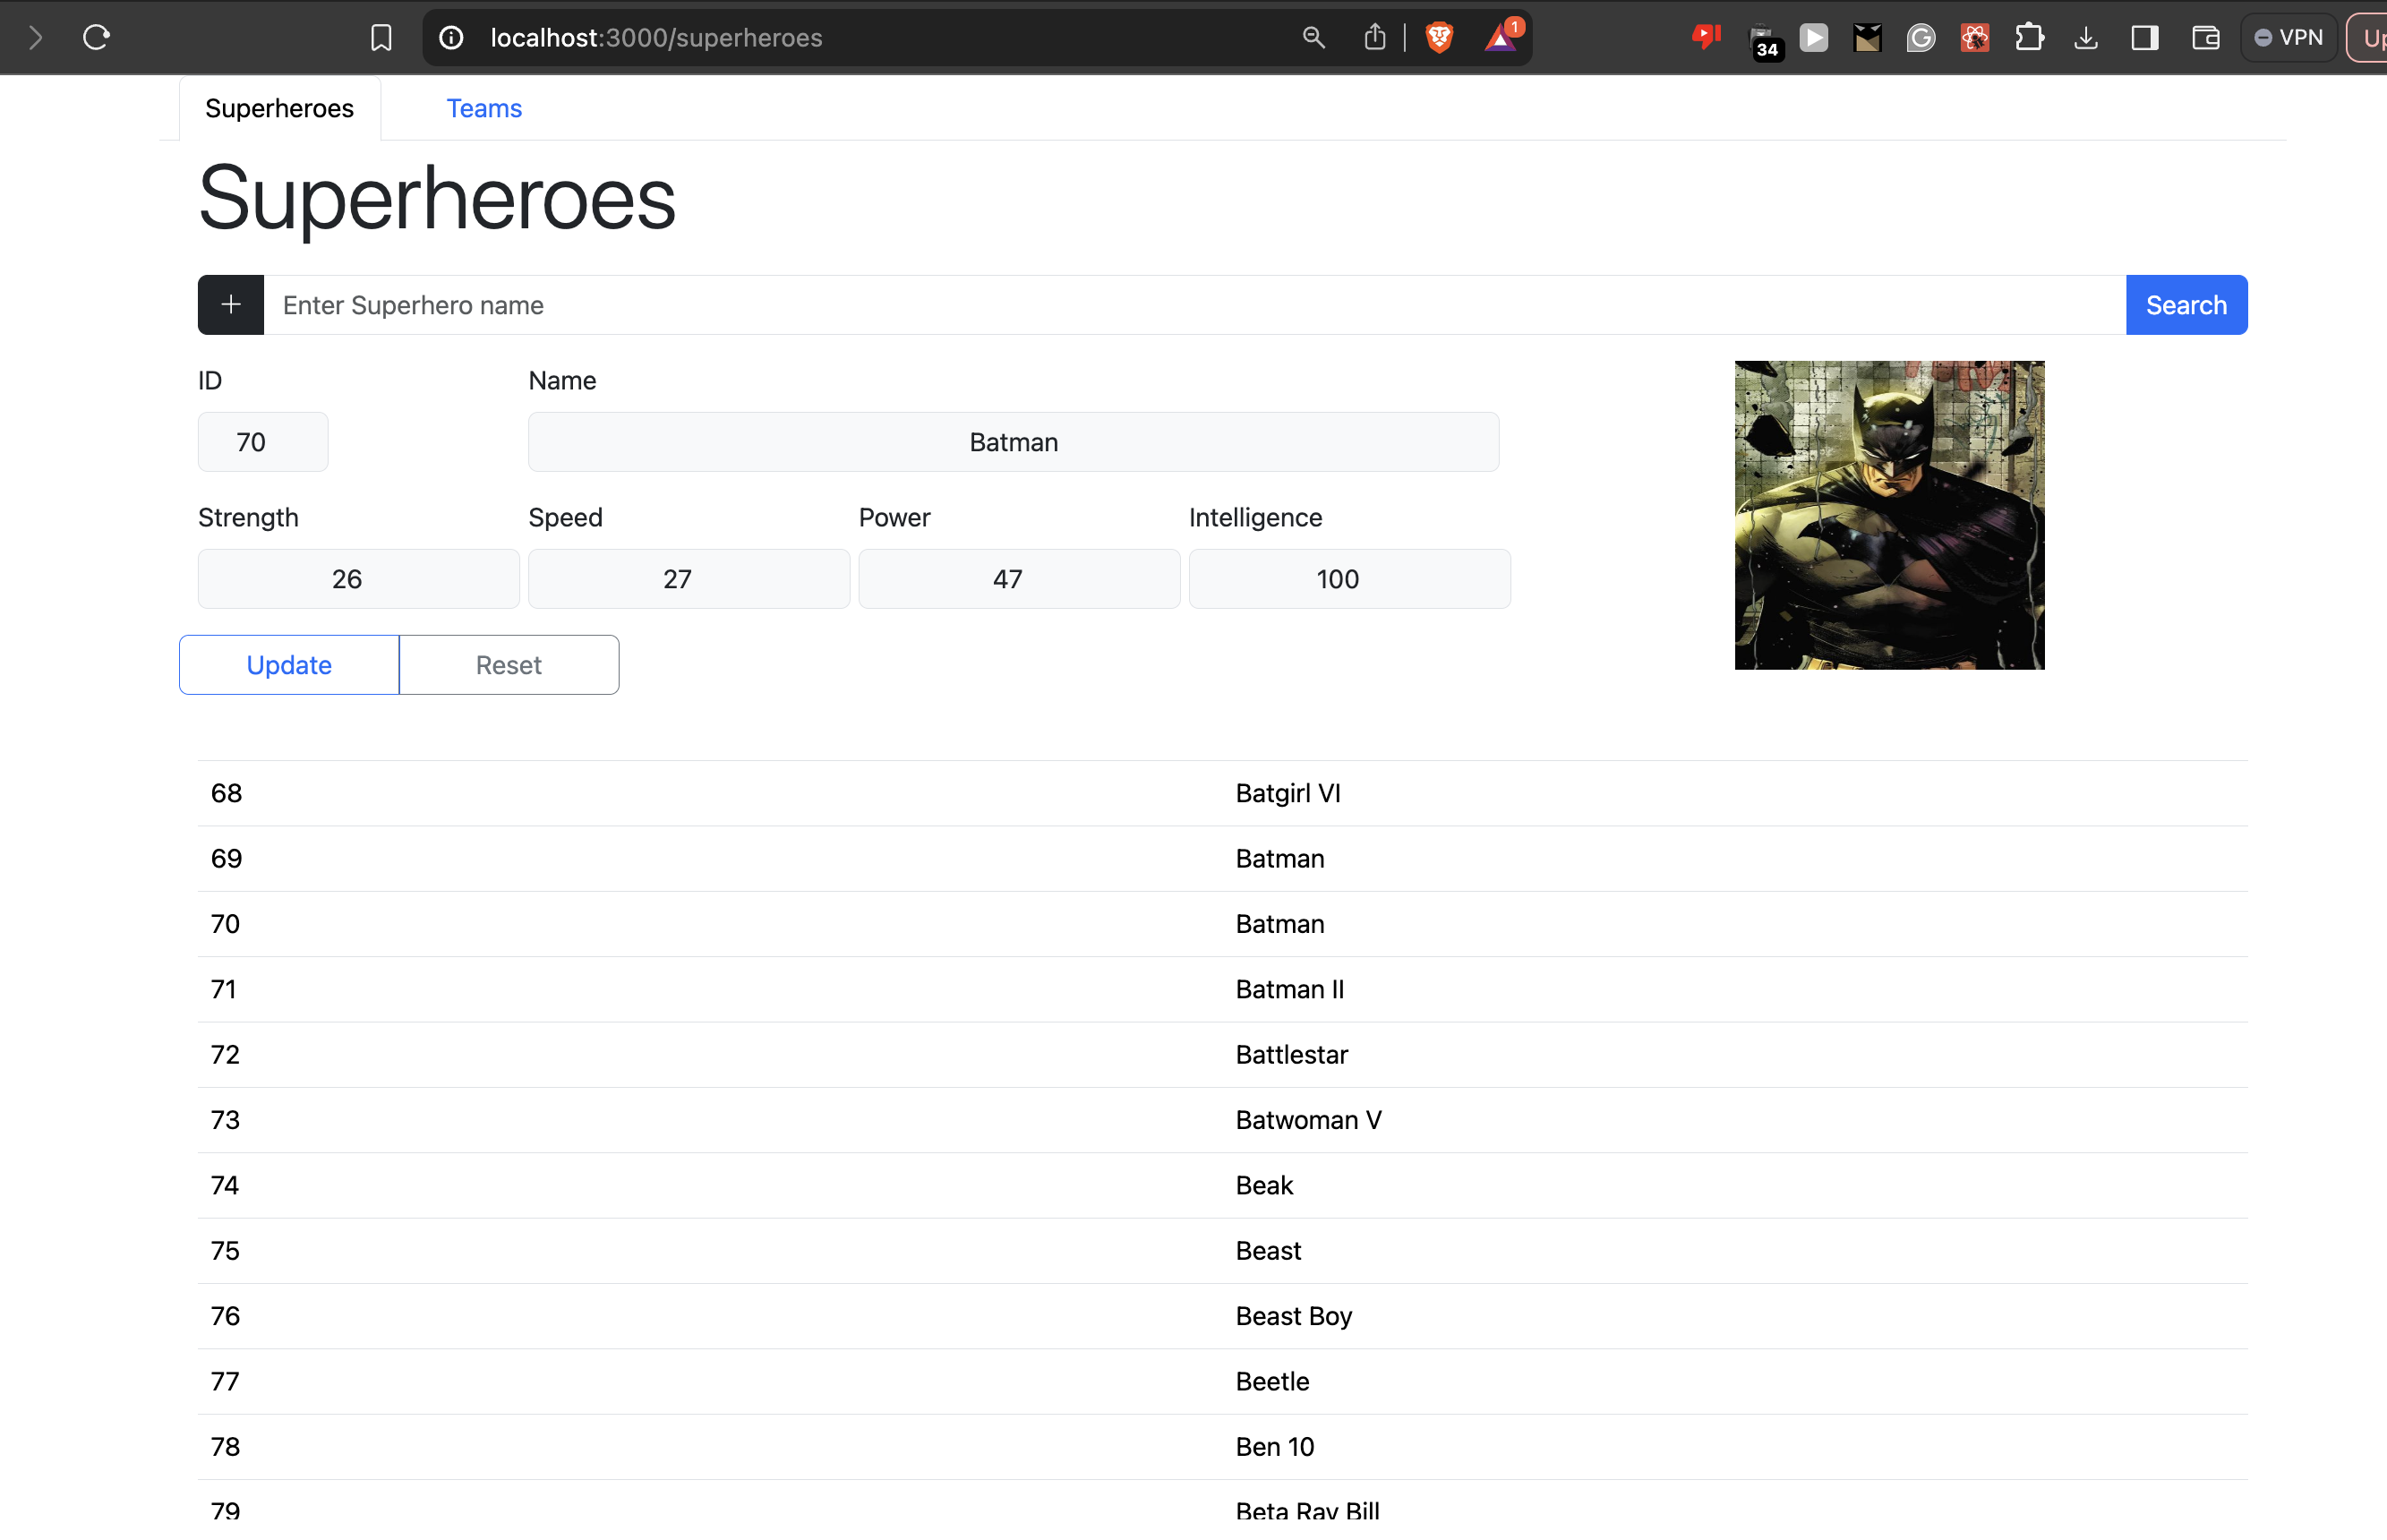 localhost:3000/superheroes
1
34
VPN
Up
Superheroes
Teams
Superheroes
+ Enter Superhero name Search
ID Name
70 Batman
Strength Speed Power Intelligence
26 27 47 100
Update Reset
68 Batgirl VI
69 Batman
70 Batman
71 Batman II
72 Battlestar
73 Batwoman V
74 Beak
75 Beast
76 Beast Boy
77 Beetle
78 Ben 10
79 Beta Ray Bill